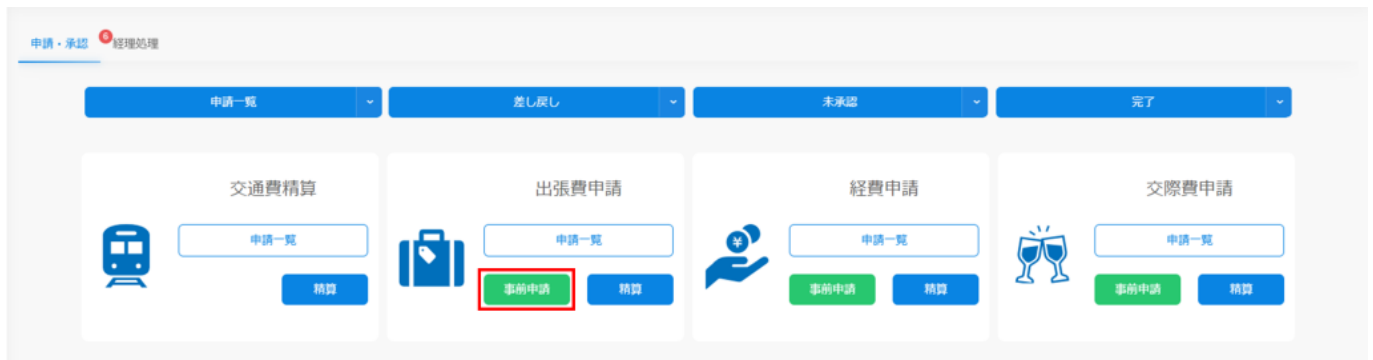 申請・承認 6 経理処理
申請一覧 差し戻し 未承認 完了
交通費精算 出張費申請 経費申請 交際費申請
申請一覧 申請一覧 ¥ 申請一覧 申請一覧
精算 事前申請 精算 事前申請 精算 事前申請 精算